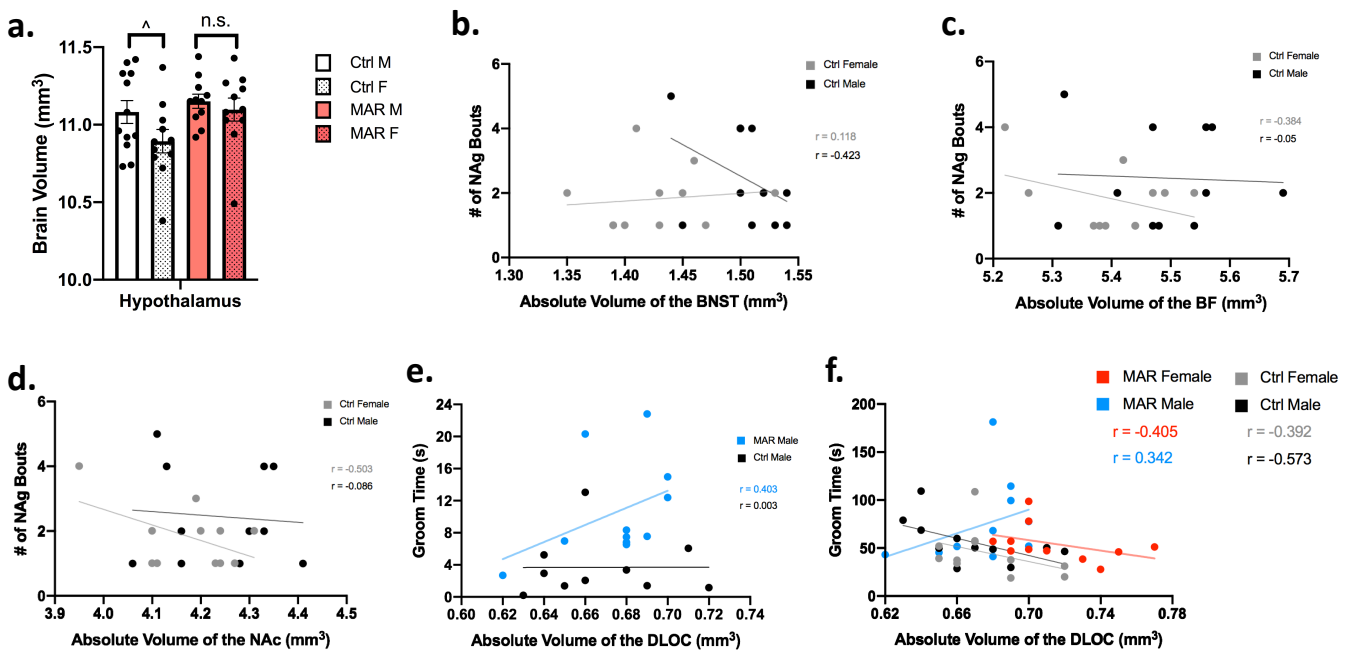 a.
^
n.s.
Brain Volume (mm³)
11.5
11.0
10.5
10.0
Hypothalamus
Ctrl M
Ctrl F
MAR M
MAR F
b.
# of NAg Bouts
6
4
2
0
1.30 1.35 1.40 1.45 1.50 1.55
Absolute Volume of the BNST (mm³)
Ctrl Female
Ctrl Male
r = 0.118
r = -0.423
c.
# of NAg Bouts
6
4
2
0
5.2 5.3 5.4 5.5 5.6 5.7
Absolute Volume of the BF (mm³)
Ctrl Female
Ctrl Male
r = -0.384
r = -0.05
d.
# of NAg Bouts
6
4
2
0
3.9 4.0 4.1 4.2 4.3 4.4 4.5
Absolute Volume of the NAc (mm³)
Ctrl Female
Ctrl Male
r = -0.503
r = -0.086
e.
Groom Time (s)
24
20
16
12
8
4
0
0.60 0.62 0.64 0.66 0.68 0.70 0.72 0.74
Absolute Volume of the DLOC (mm³)
MAR Male
Ctrl Male
r = 0.403
r = 0.003
f.
Groom Time (s)
200
150
100
50
0
0.62 0.66 0.70 0.74 0.78
Absolute Volume of the DLOC (mm³)
MAR Female
Ctrl Female
MAR Male
Ctrl Male
r = -0.405
r = -0.392
r = 0.342
r = -0.573